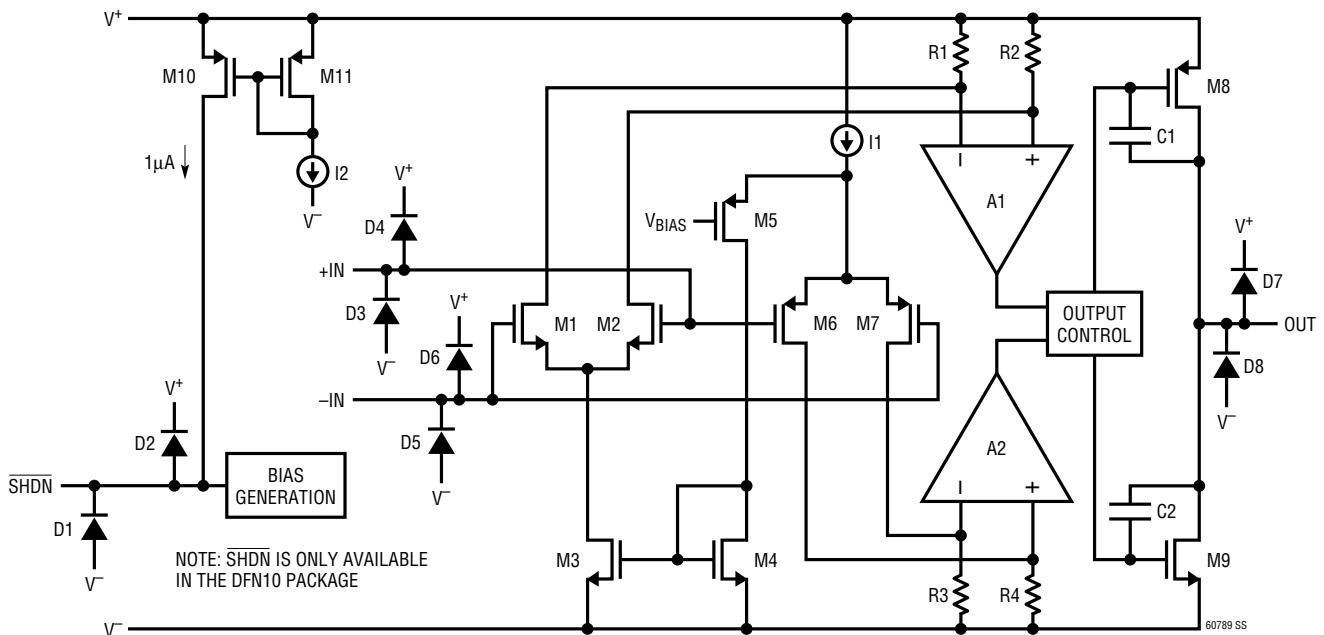 V+
R1
R2
M10
M11
M8
C1
I1
1µA
I2
V+
V–
A1
D4
VBIAS
M5
V+
+IN
D7
D3
V+
M1
M2
M6
M7
OUTPUT
CONTROL
OUT
V–
D6
D8
V+
–IN
V–
D2
D5
A2
SHDN
BIAS
GENERATION
V–
C2
D1
NOTE: SHDN IS ONLY AVAILABLE
IN THE DFN10 PACKAGE
M3
M4
M9
V–
R3
R4
V–
60789 SS